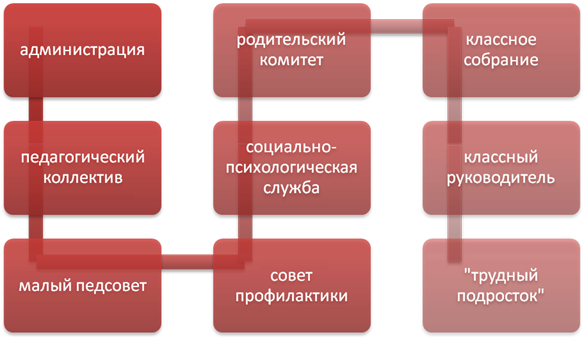 администрация
педагогический
коллектив
малый педсовет
совет
профилактики
социально-
психологическая
служба
родительский
комитет
классное
собрание
классный
руководитель
"трудный
подросток"